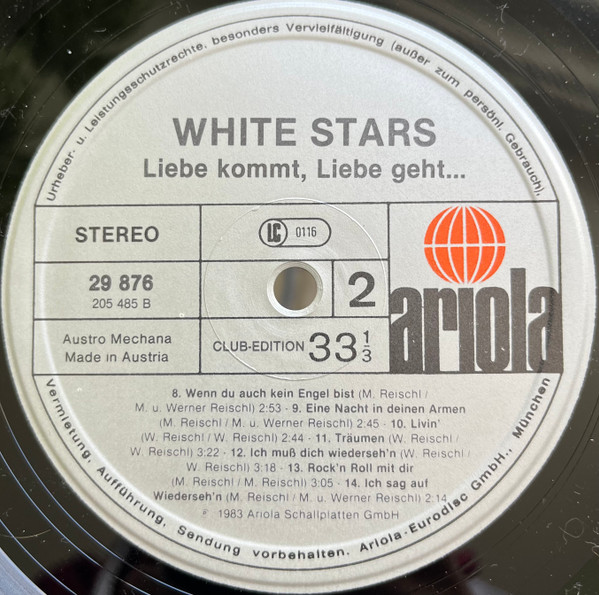 Urheber- u. Leistungsschutzrechte, besonders Vervielfältigung (außer zum persönl. Gebrauch),
WHITE STARS
Liebe kommt, Liebe geht...
STEREO
LC 0116
29 876
205 485 B
2
ariola
Austro Mechana
Made in Austria
CLUB-EDITION 33 1/3
8. Wenn du auch kein Engel bist (M. Reischl /
M. u. Werner Reischl) 2:53 - 9. Eine Nacht in deinen Armen
(M. Reischl / M. u. Werner Reischl) 2:45 - 10. Livin'
(W. Reischl / W. Reischl) 2:44 - 11. Träumen (W. Reischl /
W. Reischl) 3:22 - 12. Ich muß dich wiederseh'n (W. Reischl /
W. Reischl) 3:18 - 13. Rock'n Roll mit dir
(M. Reischl / M. Reischl) 3:05 - 14. Ich sag auf
Wiederseh'n (M. Reischl / M. u. Werner Reischl) 2:14
℗ 1983 Ariola Schallplatten GmbH
Vermietung, Aufführung, Sendung vorbehalten. Ariola-Eurodisc GmbH., München